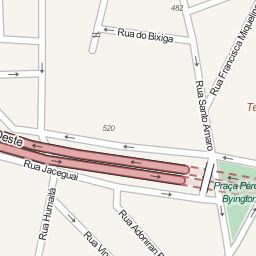 482
Rua do Bixiga
Rua Francisca Miquelina
Rua Santo Amaro
Te
520
Oeste
Rua Jaceguai
Praça Pér
Byington
Rua Humaitá
Rua Adoniran
Rua Vi